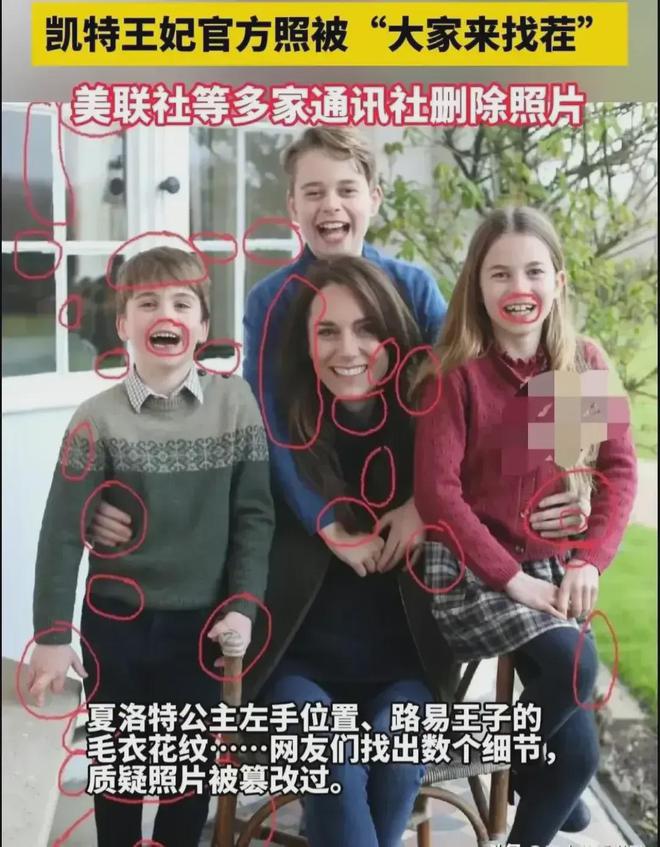 凯特王妃官方照被“大家来找茬”
美联社等多家通讯社删除照片
夏洛特公主左手位置、路易王子的
毛衣花纹……网友们找出数个细节，
质疑照片被篡改过。